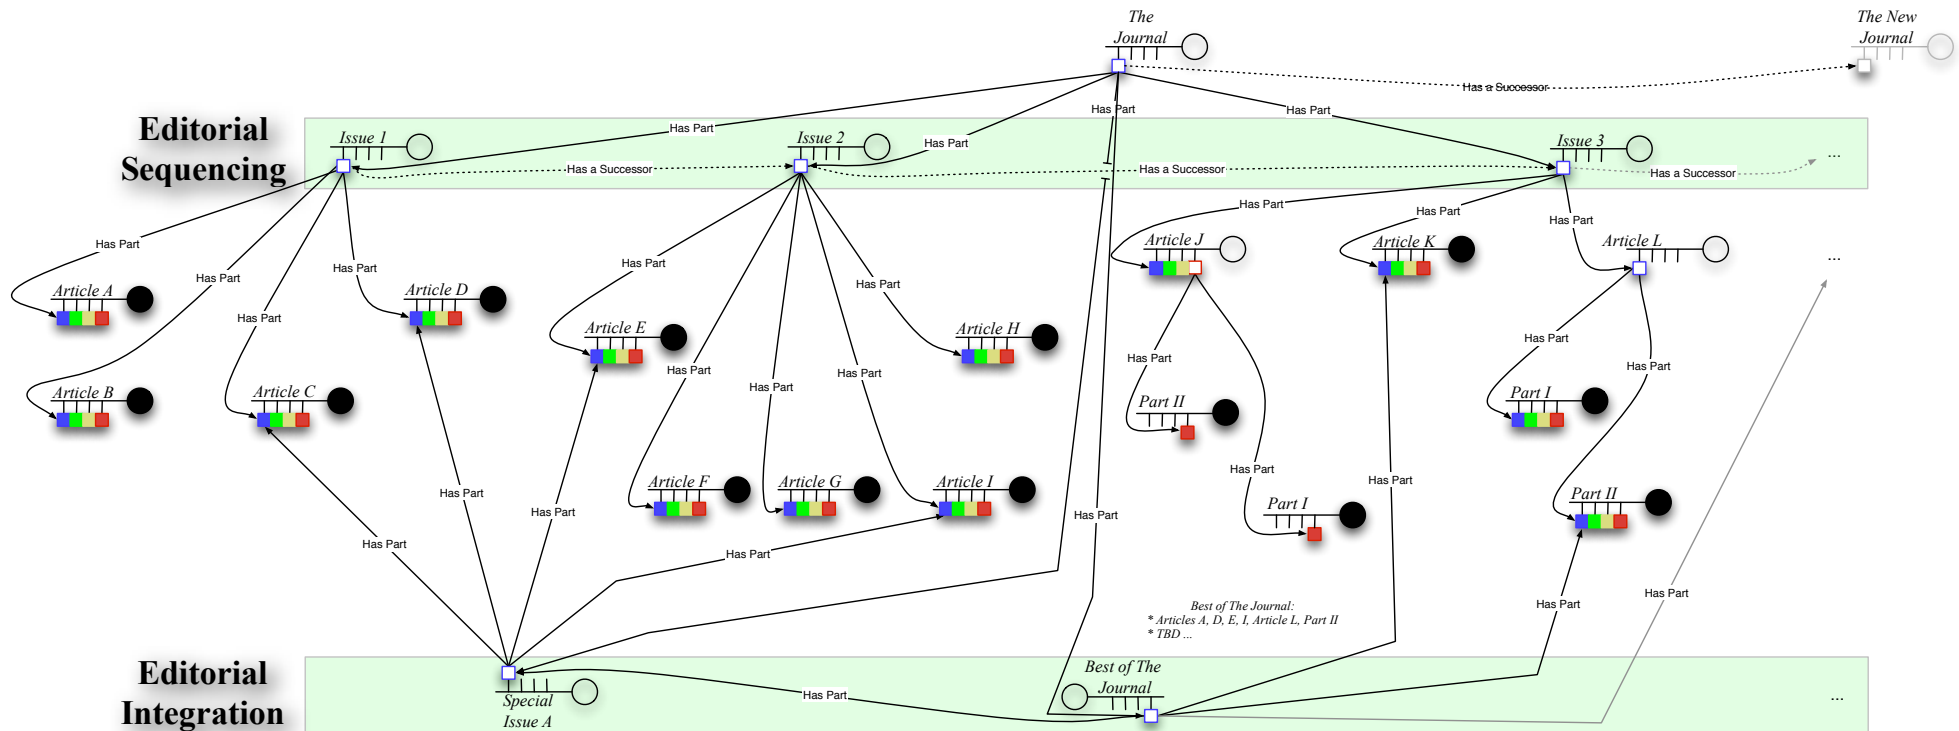 The
Journal
The New
Journal
Has a Successor
Has Part
Has Part
Has Part
Has Part
Editorial
Sequencing
Issue 1
Issue 2
Issue 3
Has a Successor
Has a Successor
Has a Successor
...
Has Part
Has Part
Has Part
Has Part
Has Part
Has Part
Has Part
Has Part
Has Part
Has Part
Has Part
Has Part
Article A
Article B
Article C
Article D
Article E
Article F
Article G
Article H
Article I
Article J
Article K
Article L
...
Has Part
Has Part
Part II
Part I
Has Part
Has Part
Part I
Part II
Has Part
Has Part
Has Part
Has Part
Has Part
Has Part
Has Part
Has Part
Has Part
Best of The Journal:
* Articles A, D, E, I, Article L, Part II
* TBD ...
Editorial
Integration
Special
Issue A
Has Part
Best of The
Journal
...